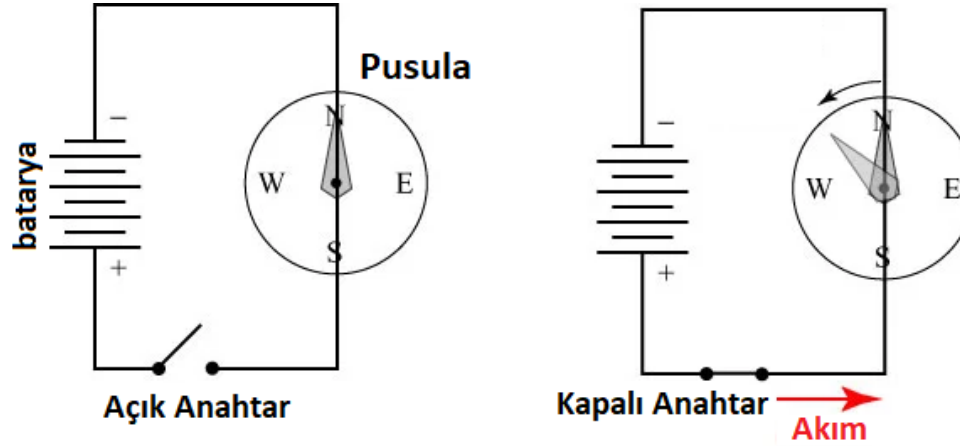 Pusula
batarya
−
+
N
W
E
S
Açık Anahtar
−
+
N
W
E
S
Kapalı Anahtar
Akım